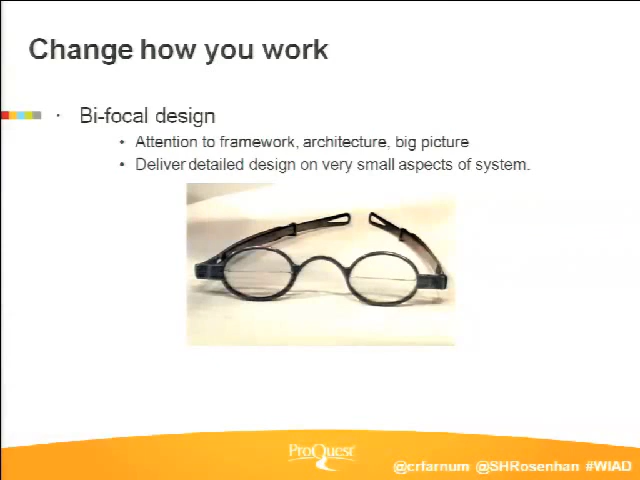 Change how you work
· Bi-focal design
• Attention to framework, architecture, big picture
• Deliver detailed design on very small aspects of system.
ProQuest
@crfarnum @SHRosenhan #WIAD